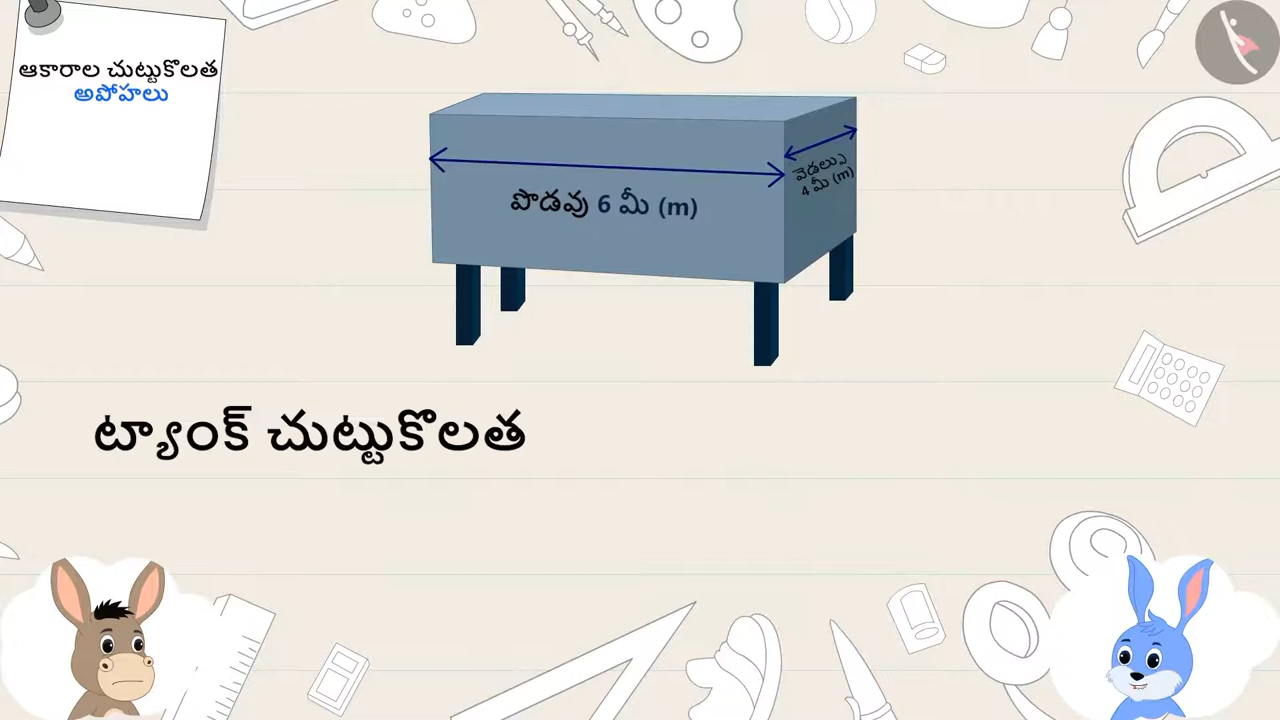 ఆకారాల చుట్టుకొలత
అపోహలు
పొడవు 6 మీ (m)
వెడల్పు
4 మీ (m)
ట్యాంక్ చుట్టుకొలత